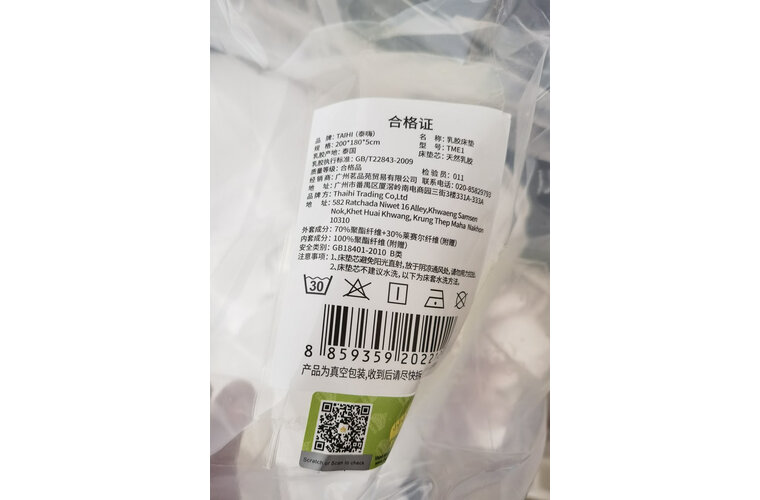 合格证
品 牌: TAIHI (泰嗨) 名 称: 乳胶床垫
规 格: 200*180*5cm 型 号: TME1
乳胶产地: 泰国 床垫芯: 天然乳胶
乳胶执行标准: GB/T22843-2009
质量等级: 合格品 检 验 员: 011
经 销 商: 广州茗品苑贸易有限公司 联系电话: 020-85829793
地 址: 广州市番禺区厦滘岭南电商园三街3楼331A-333A
厂 商: Thaihi Trading Co,Ltd
地 址: 582 Ratchada Niwet 16 Alley,Khwaeng Samsen
Nok,Khet Huai Khwang, Krung Thep Maha Nakhon
10310
外套成分: 70%聚酯纤维+30%莱赛尔纤维 (附赠)
内套成分: 100%聚酯纤维 (附赠)
安全类别: GB18401-2010 B类
注意事项: 1、床垫芯避免阳光直射, 放于阴凉通风处,
2、床垫芯不建议水洗, 以下为床套水洗方法,
30
8 859359 202
产品为真空包装,收到后请尽快拆
Scratch or Scan to check